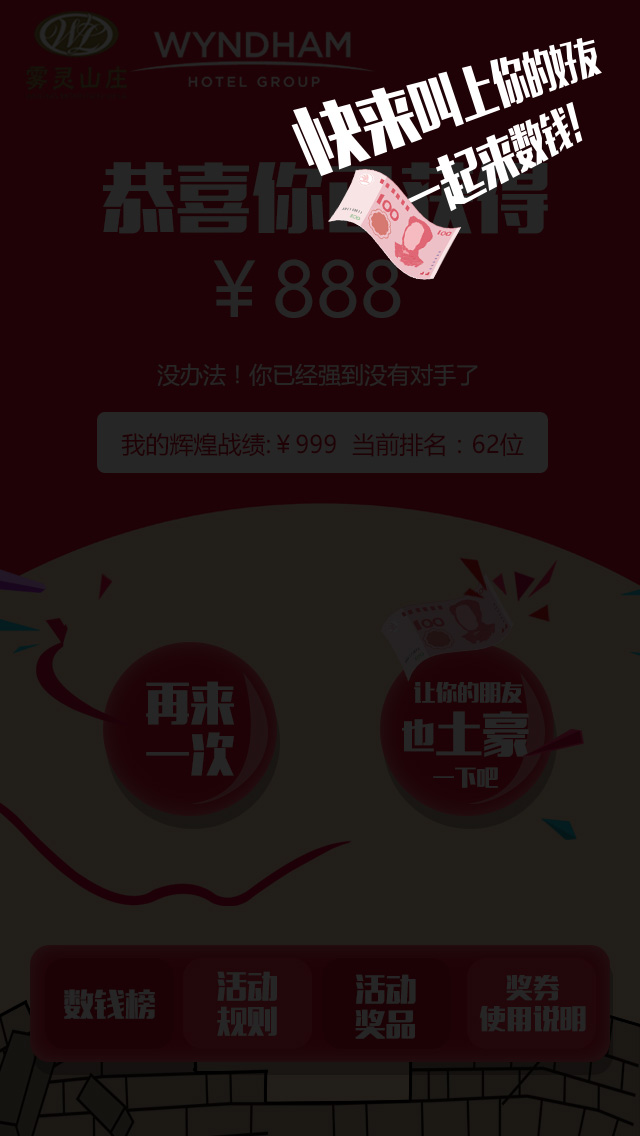 雾灵山庄
WYNDHAM
HOTEL GROUP
快来叫上你的好友
一起来数钱!
恭喜你已获得
100
100
¥888
没办法！你已经强到没有对手了
我的辉煌战绩:¥999 当前排名：62位
100
再来
一次
让你的朋友
也土豪
一下吧
数钱榜
活动
规则
活动
奖品
奖券
使用说明